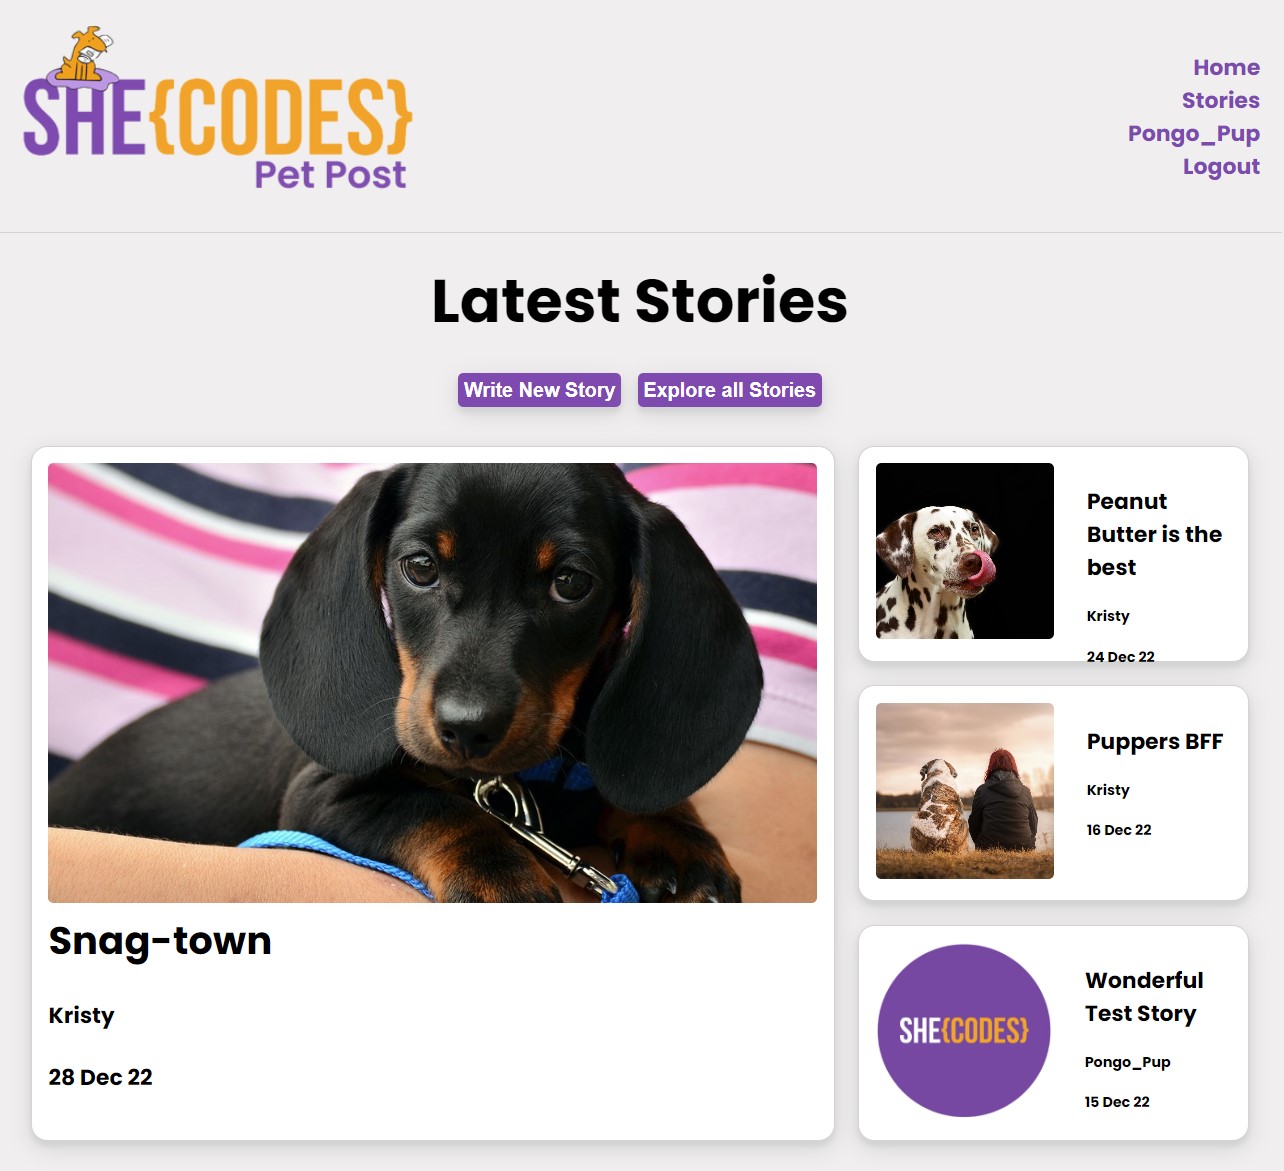 SHE{CODES}
Pet Post
Home
Stories
Pongo_Pup
Logout
Latest Stories
Write New Story
Explore all Stories
Snag-town
Kristy
28 Dec 22
Peanut
Butter is the
best
Kristy
24 Dec 22
Puppers BFF
Kristy
16 Dec 22
SHE{CODES}
Wonderful
Test Story
Pongo_Pup
15 Dec 22